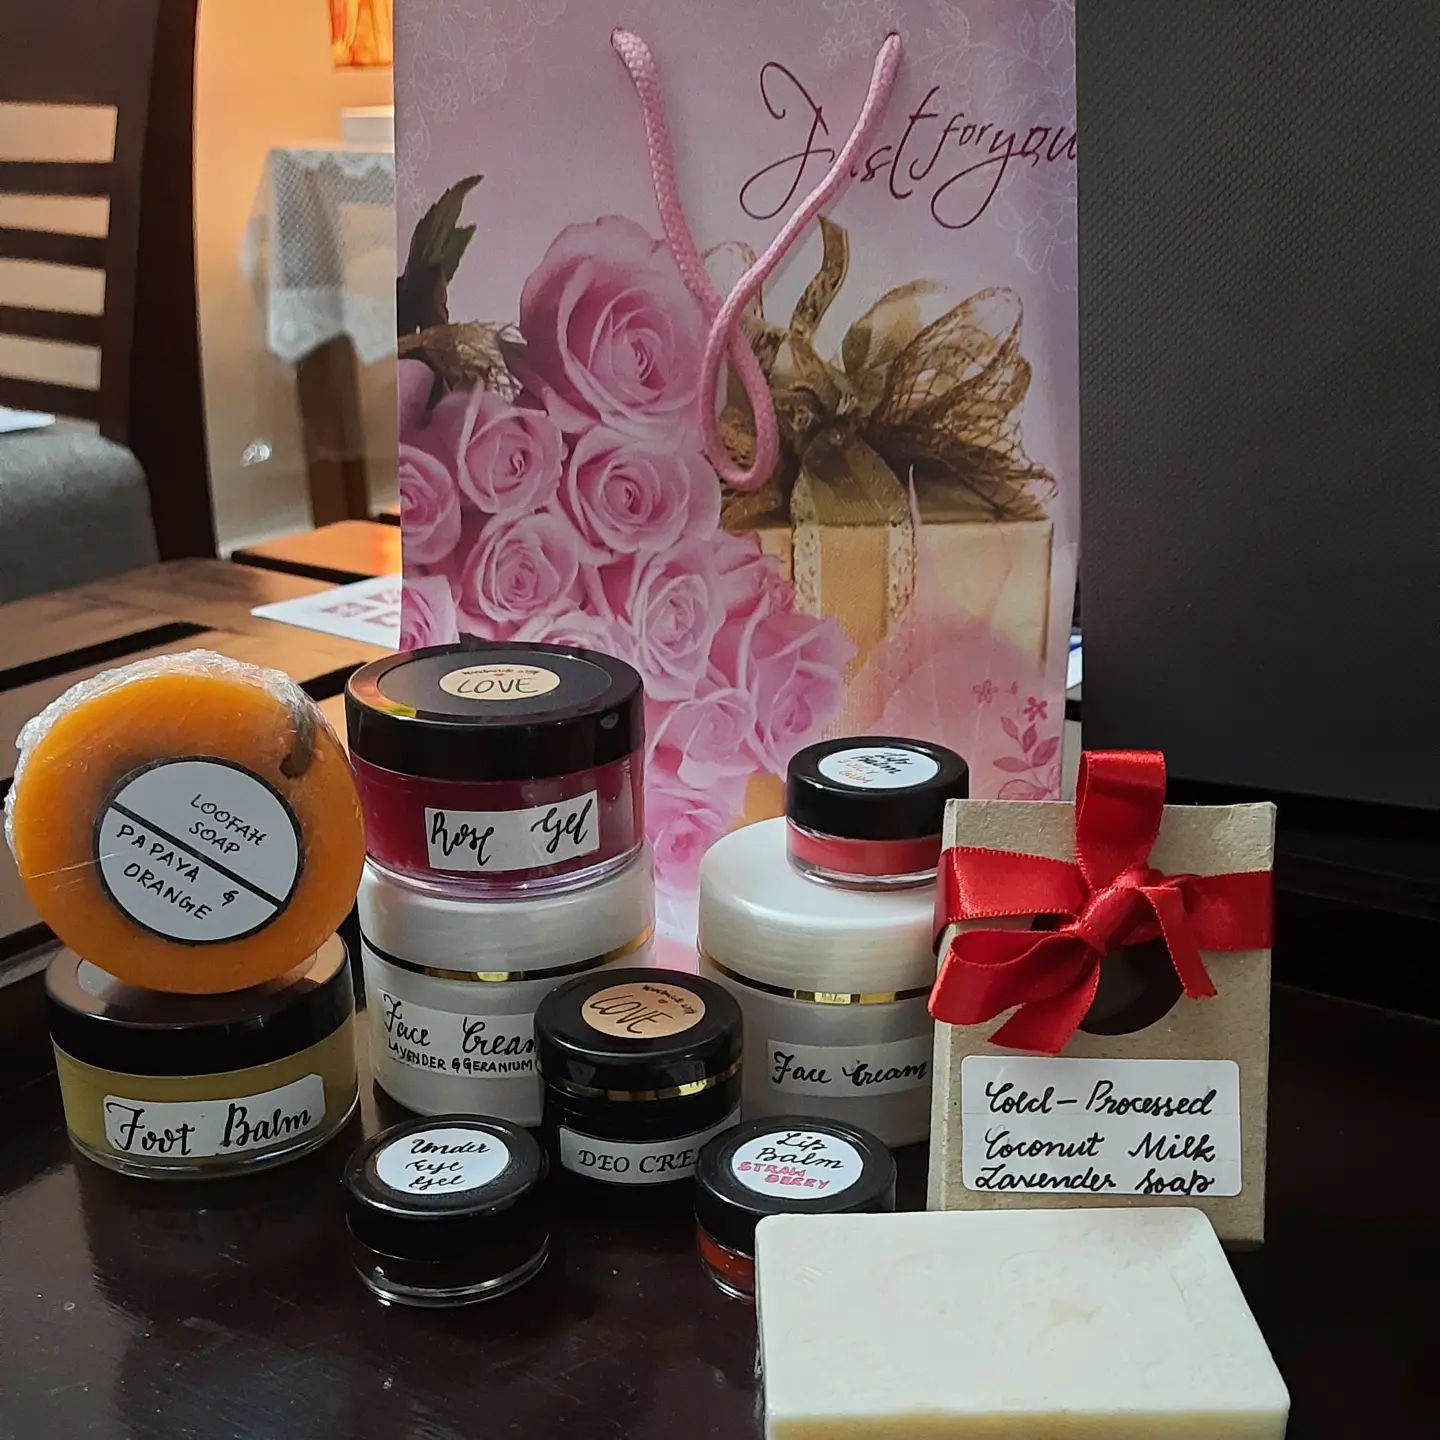 Just for you
LOOFAH
SOAP
PAPAYA &
ORANGE
LOVE
Rose Gel
Lip
Balm
Face Cream
LAVENDER & GERANIUM
LOVE
Face Cream
Foot Balm
DEO CREA
Under
Eye
Gel
Lip
Balm
STRAW
BERRY
Cold-Processed
Coconut Milk
Lavender Soap